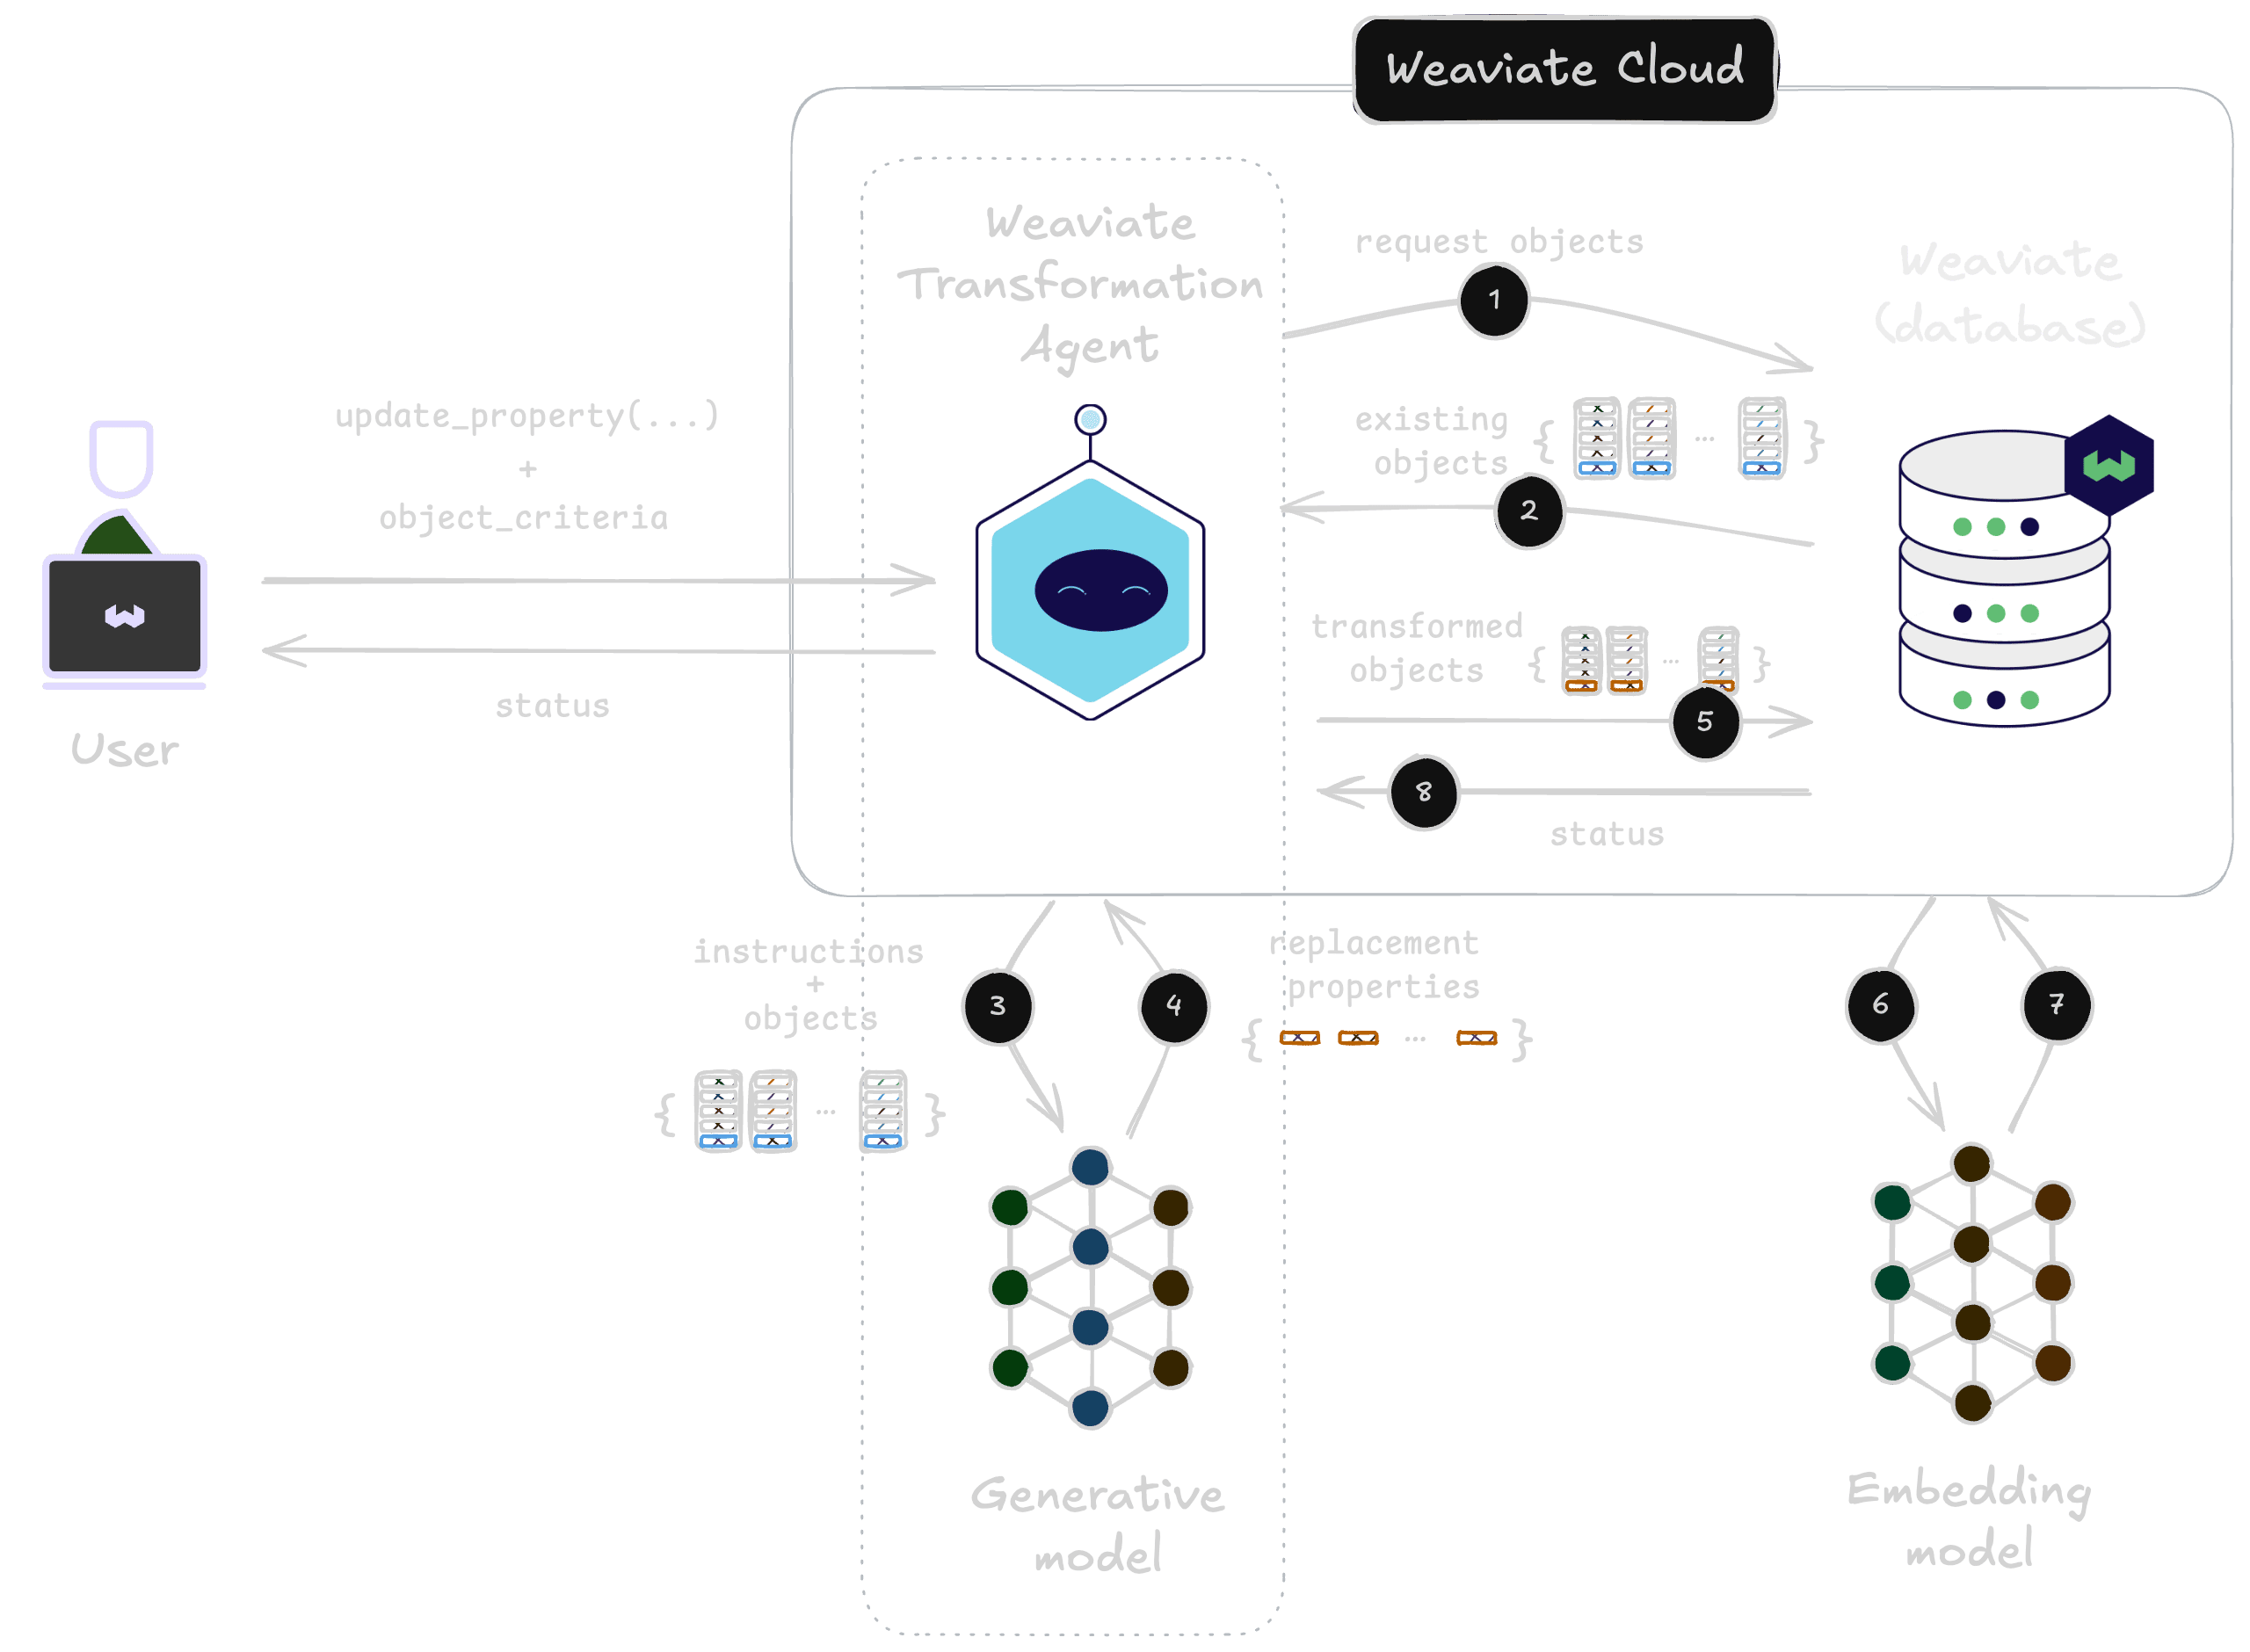 Weaviate Cloud
Weaviate
Transformation
Agent
request objects
1
Weaviate
(database)
update_property(...)
+
object_criteria
existing
objects
{ ... }
2
status
User
transformed
objects
{ ... }
5
8
status
instructions
+
objects
{ ... }
3
4
replacement
properties
{ ... }
6
7
Generative
model
Embedding
model